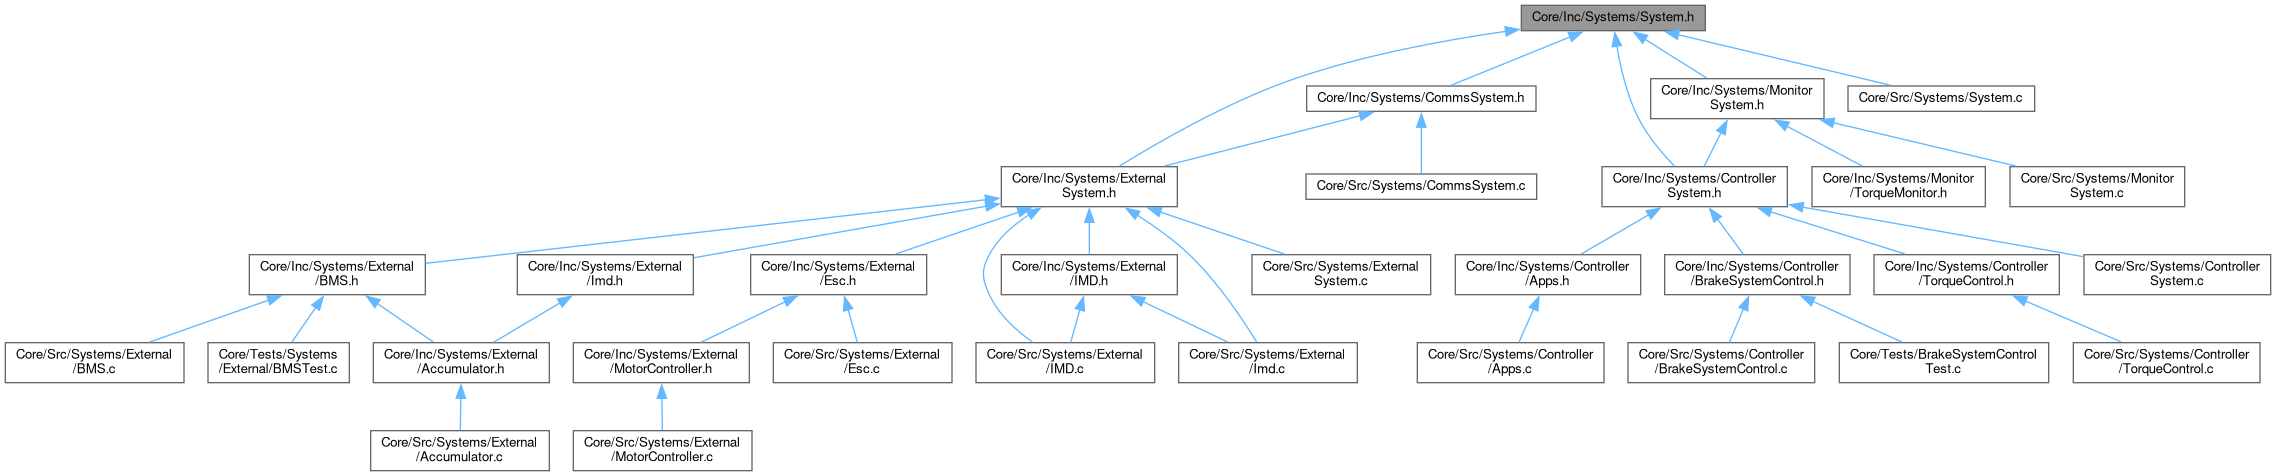 Core/Inc/Systems/System.h
Core/Inc/Systems/CommsSystem.h
Core/Inc/Systems/Monitor
System.h
Core/Src/Systems/System.c
Core/Inc/Systems/External
System.h
Core/Src/Systems/CommsSystem.c
Core/Inc/Systems/Controller
System.h
Core/Inc/Systems/Monitor
/TorqueMonitor.h
Core/Src/Systems/Monitor
System.c
Core/Inc/Systems/External
/BMS.h
Core/Inc/Systems/External
/Imd.h
Core/Inc/Systems/External
/Esc.h
Core/Inc/Systems/External
/IMD.h
Core/Src/Systems/External
System.c
Core/Inc/Systems/Controller
/Apps.h
Core/Inc/Systems/Controller
/BrakeSystemControl.h
Core/Inc/Systems/Controller
/TorqueControl.h
Core/Src/Systems/Controller
System.c
Core/Src/Systems/External
/BMS.c
Core/Tests/Systems
/External/BMSTest.c
Core/Inc/Systems/External
/Accumulator.h
Core/Inc/Systems/External
/MotorController.h
Core/Src/Systems/External
/Esc.c
Core/Src/Systems/External
/IMD.c
Core/Src/Systems/External
/Imd.c
Core/Src/Systems/Controller
/Apps.c
Core/Src/Systems/Controller
/BrakeSystemControl.c
Core/Tests/BrakeSystemControl
Test.c
Core/Src/Systems/Controller
/TorqueControl.c
Core/Src/Systems/External
/Accumulator.c
Core/Src/Systems/External
/MotorController.c